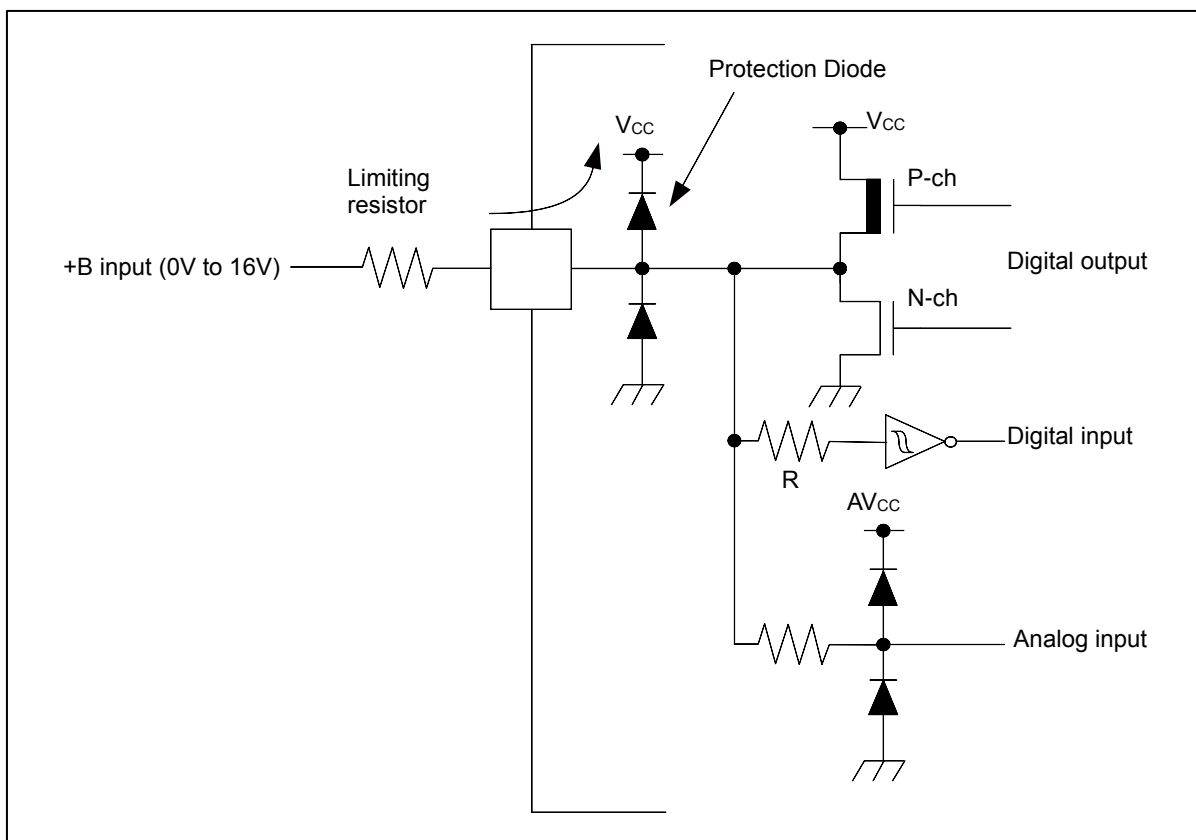 Protection Diode
VCC
VCC
Limiting
resistor
P-ch
+B input (0V to 16V)
Digital output
N-ch
Digital input
R
AVCC
Analog input